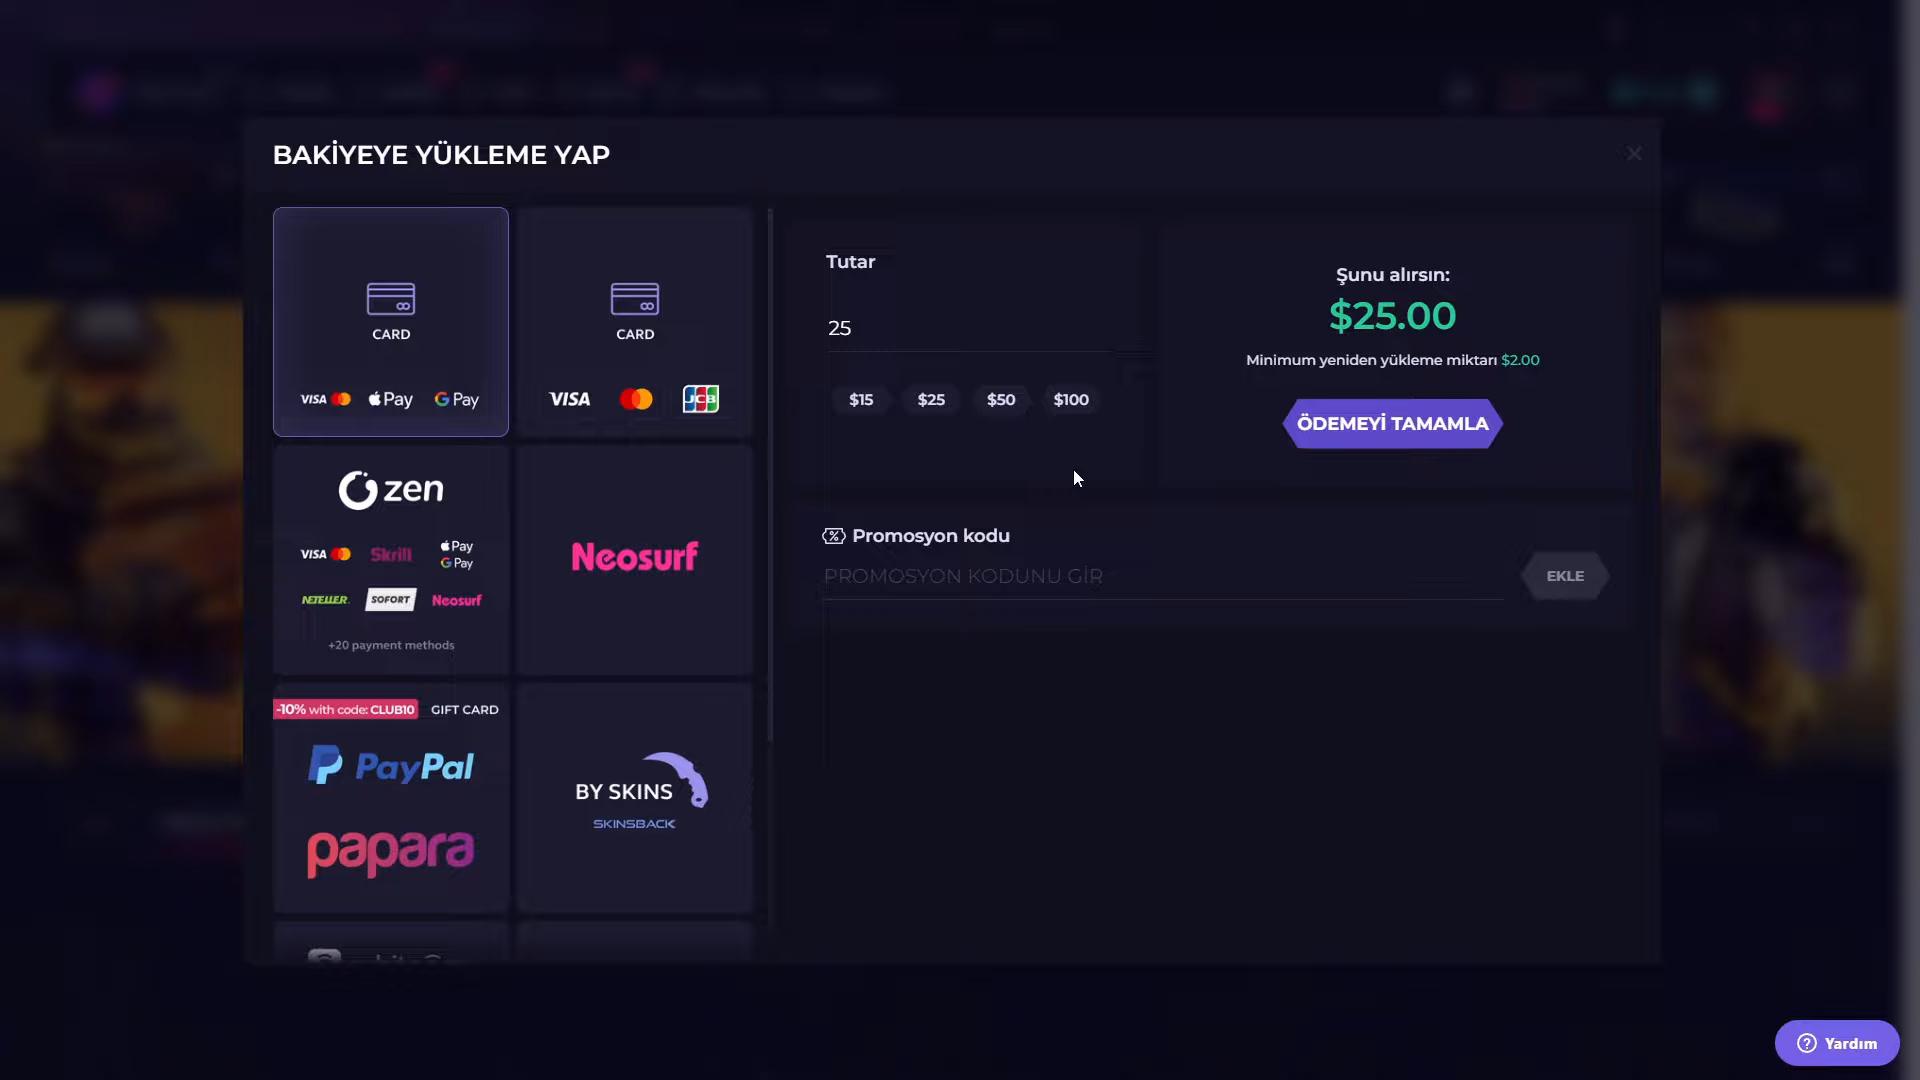 BAKİYEYE YÜKLEME YAP
CARD
VISA Pay G Pay
CARD
VISA JCB
zen
VISA Skrill Pay
G Pay
NETELLER SOFORT Neosurf
+20 payment methods
Neosurf
-10% with code: CLUB10 GIFT CARD
PayPal
papara
BY SKINS
SKINSBACK
Tutar
25
$15 $25 $50 $100
Şunu alırsın:
$25.00
Minimum yeniden yükleme miktarı $2.00
ÖDEMEYİ TAMAMLA
Promosyon kodu
PROMOSYON KODUNU GİR
EKLE
Yardım